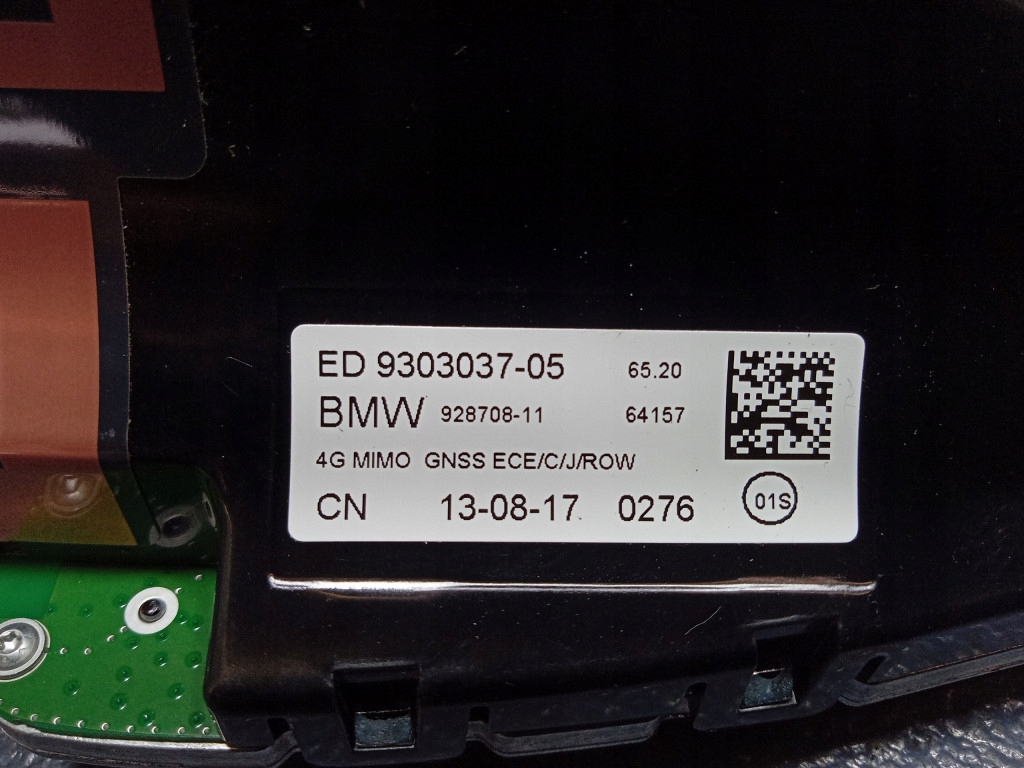 ED 9303037-05 65.20
BMW 928708-11 64157
4G MIMO GNSS ECE/C/J/ROW
CN 13-08-17 0276 01S